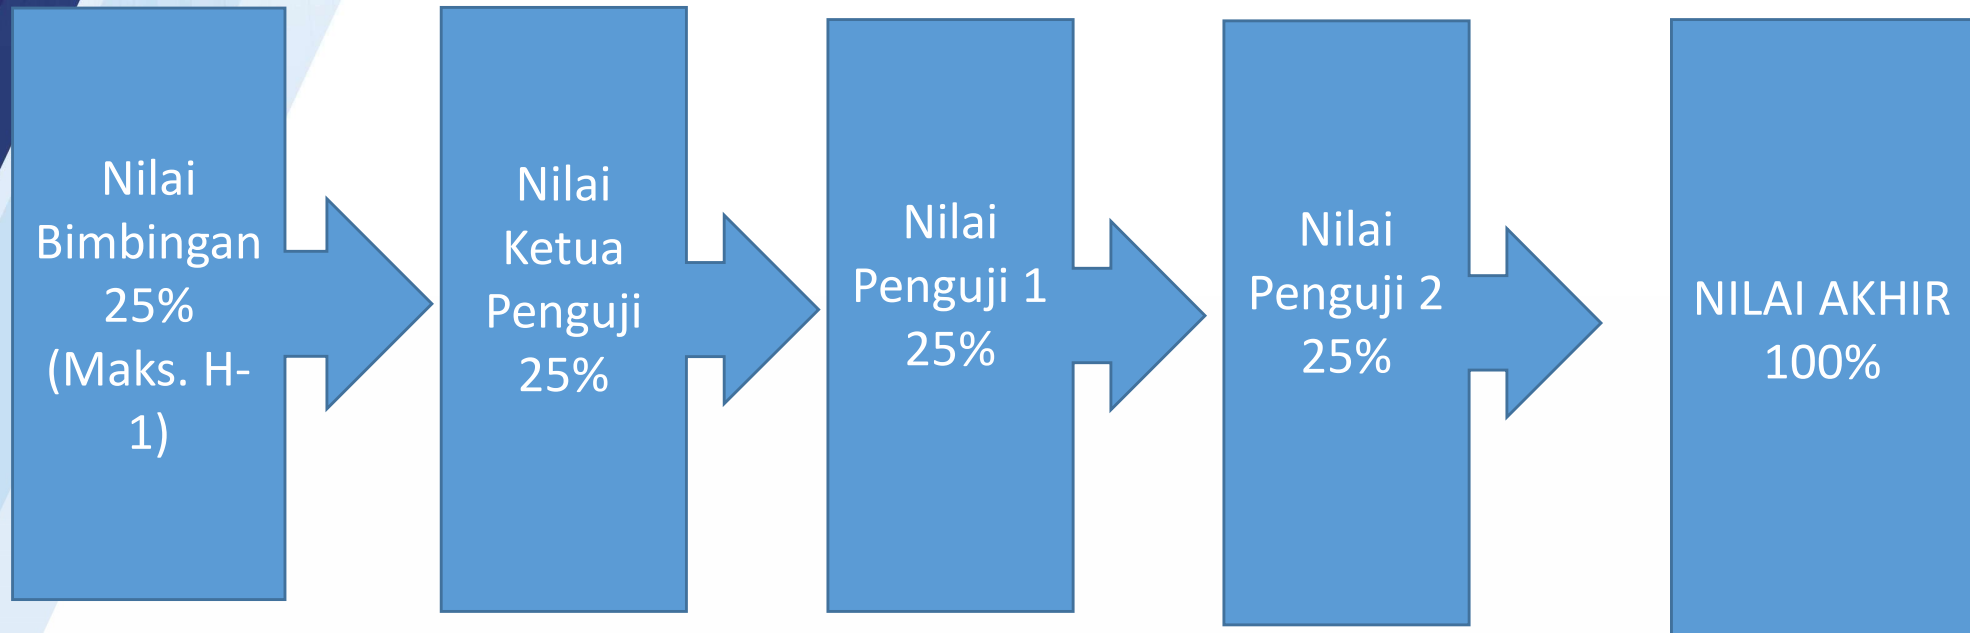 Nilai
Bimbingan
25%
(Maks. H-
1)
Nilai
Ketua
Penguji
25%
Nilai
Penguji 1
25%
Nilai
Penguji 2
25%
NILAI AKHIR
100%